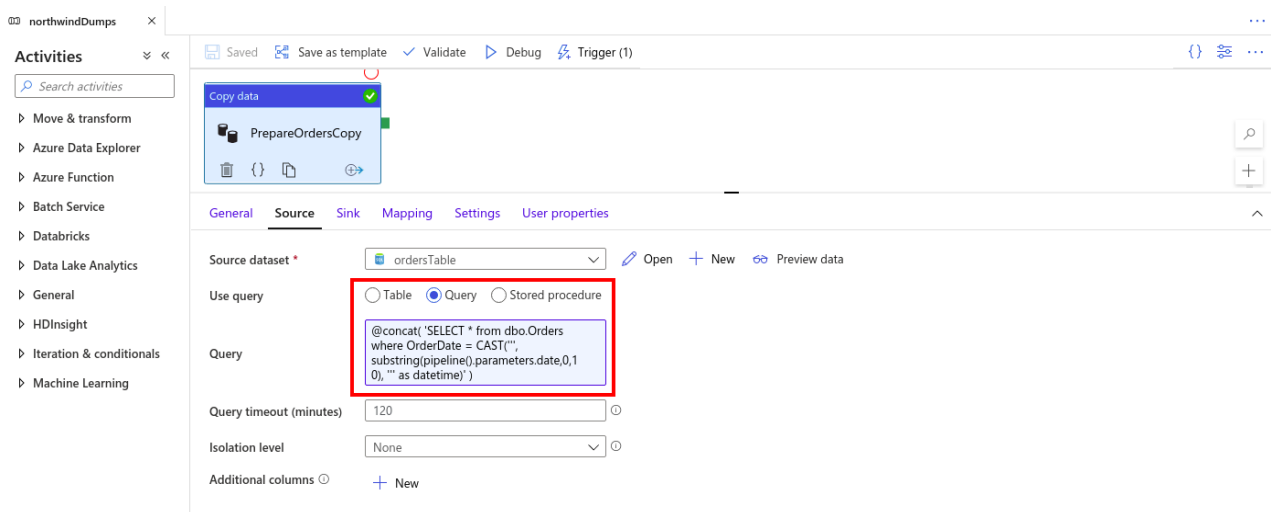 northwindDumps
Activities
Search activities
Move & transform
Azure Data Explorer
Azure Function
Batch Service
Databricks
Data Lake Analytics
General
HDInsight
Iteration & conditionals
Machine Learning
Saved Save as template Validate Debug Trigger (1)
Copy data
PrepareOrdersCopy
General Source Sink Mapping Settings User properties
Source dataset * ordersTable Open New Preview data
Use query Table Query Stored procedure
Query
@concat( 'SELECT * from dbo.Orders
where OrderDate = CAST(''',
substring(pipeline().parameters.date,0,1
0), ''' as datetime)' )
Query timeout (minutes) 120
Isolation level None
Additional columns New